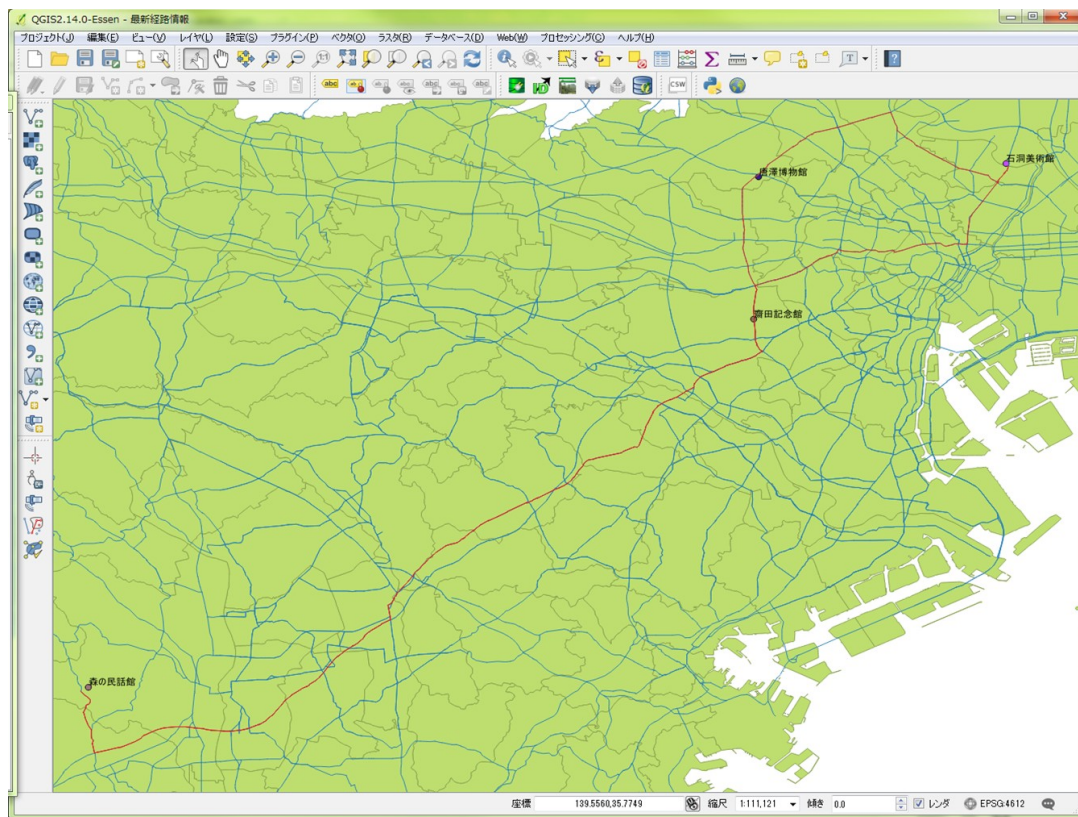 QGIS2.14.0-Essen - 最新経路情報
プロジェクト(J) 編集(E) ビュー(V) レイヤ(L) 設定(S) プラグイン(P) ベクタ(O) ラスタ(R) データベース(D) Web(W) プロセッシング(C) ヘルプ(H)
abc
CSW
石洞美術館
唐澤博物館
齋田記念館
森の民話館
座標 139.5560,35.7749 縮尺 1:111,121 傾き 0.0 レンダ EPSG:4612